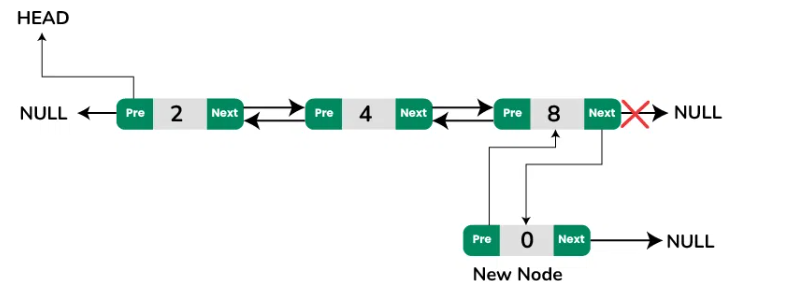 HEAD
NULL Pre 2 Next Pre 4 Next Pre 8 Next NULL
Pre 0 Next NULL
New Node